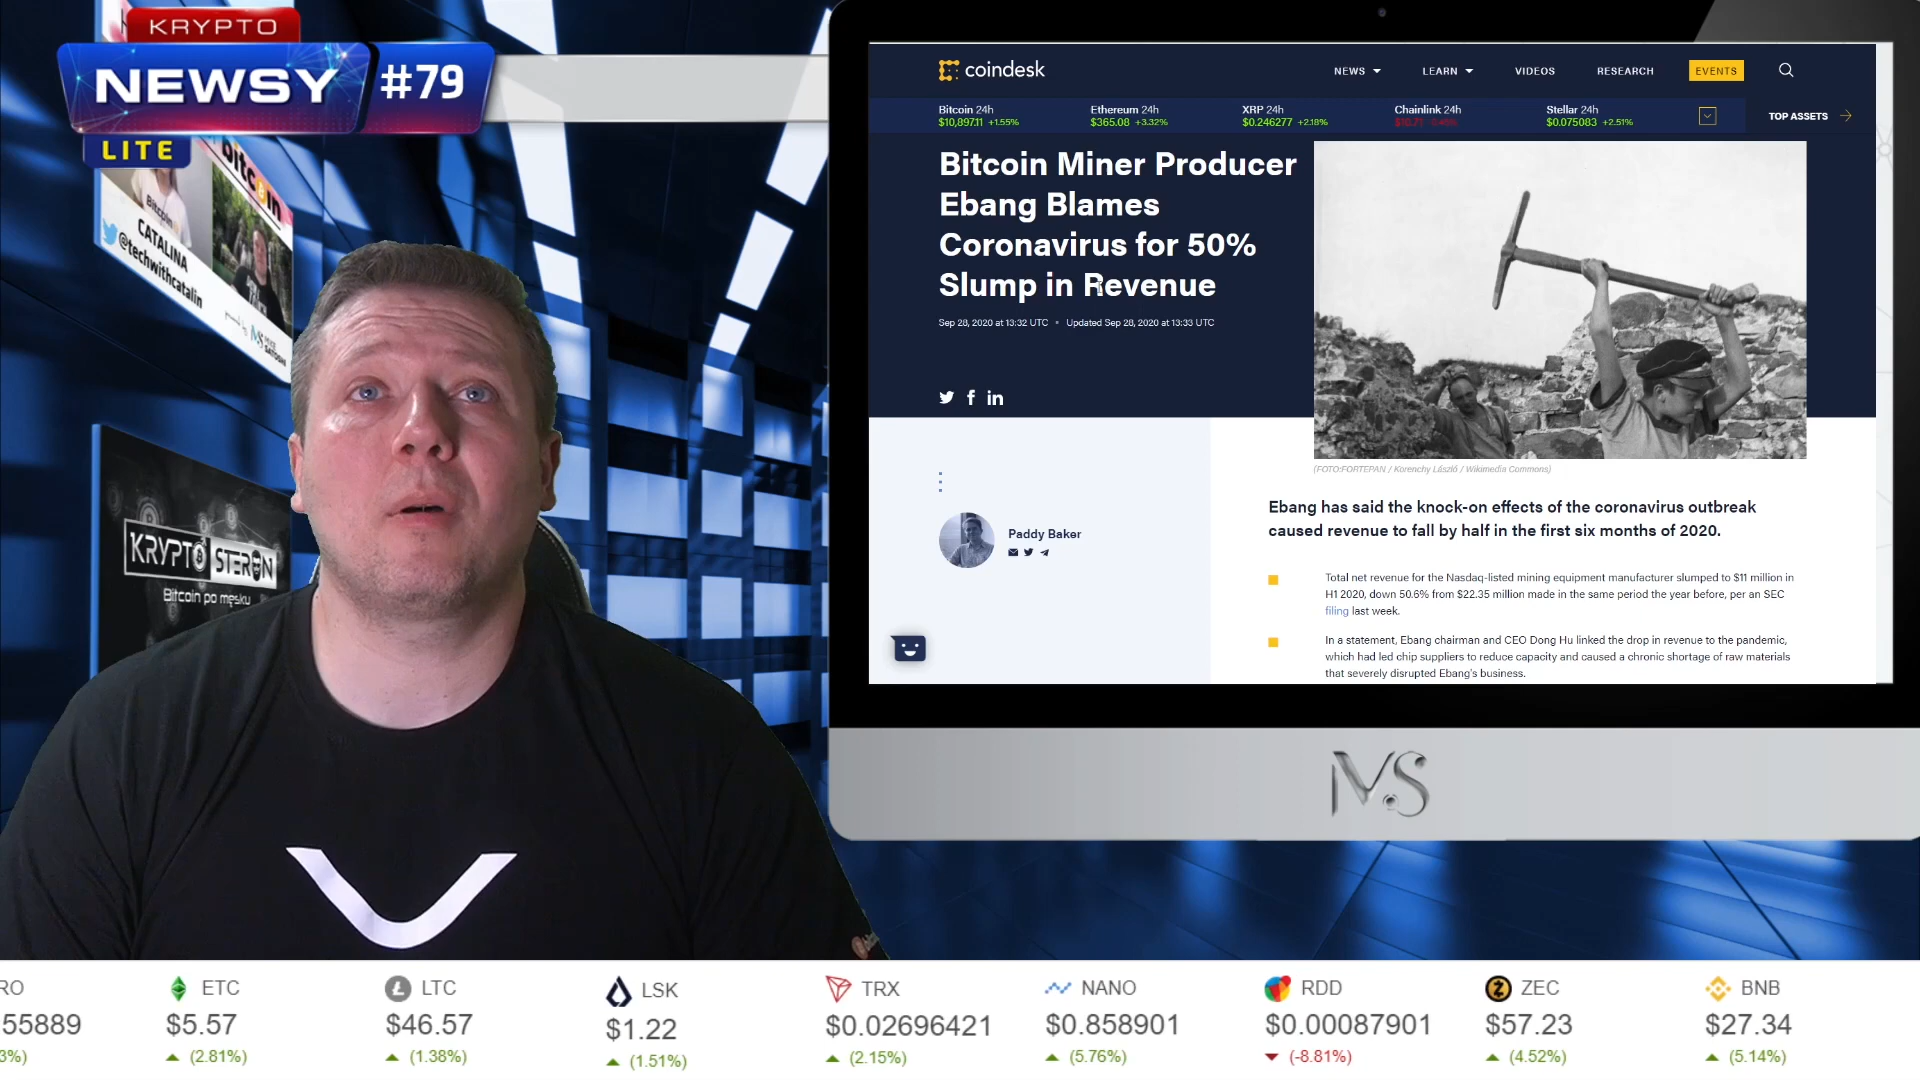 KRYPTO
NEWSY #79
LITE
bitcoin
Bitcoin
CATALINA
@techwithcatalin
KRYPTO STERON
Bitcoin po męsku
coindesk
NEWS
LEARN
VIDEOS
RESEARCH
EVENTS
Bitcoin 24h
$10,897.11 +1.55%
Ethereum 24h
$365.08 +3.32%
XRP 24h
$0.246277 +2.18%
Chainlink 24h
Stellar 24h
$0.075083 +2.51%
TOP ASSETS
Bitcoin Miner Producer
Ebang Blames
Coronavirus for 50%
Slump in Revenue
Sep 28, 2020 at 13:32 UTC • Updated Sep 28, 2020 at 13:33 UTC
(FOTO:FORTEPAN / Korenchy László / Wikimedia Commons)
Paddy Baker
Ebang has said the knock-on effects of the coronavirus outbreak
caused revenue to fall by half in the first six months of 2020.
Total net revenue for the Nasdaq-listed mining equipment manufacturer slumped to $11 million in
H1 2020, down 50.6% from $22.35 million made in the same period the year before, per an SEC
filing last week.
In a statement, Ebang chairman and CEO Dong Hu linked the drop in revenue to the pandemic,
which had led chip suppliers to reduce capacity and caused a chronic shortage of raw materials
that severely disrupted Ebang's business.
MS
RO
55889
3%)
ETC
$5.57
(2.81%)
LTC
$46.57
(1.38%)
LSK
$1.22
(1.51%)
TRX
$0.02696421
(2.15%)
NANO
$0.858901
(5.76%)
RDD
$0.00087901
(-8.81%)
ZEC
$57.23
(4.52%)
BNB
$27.34
(5.14%)